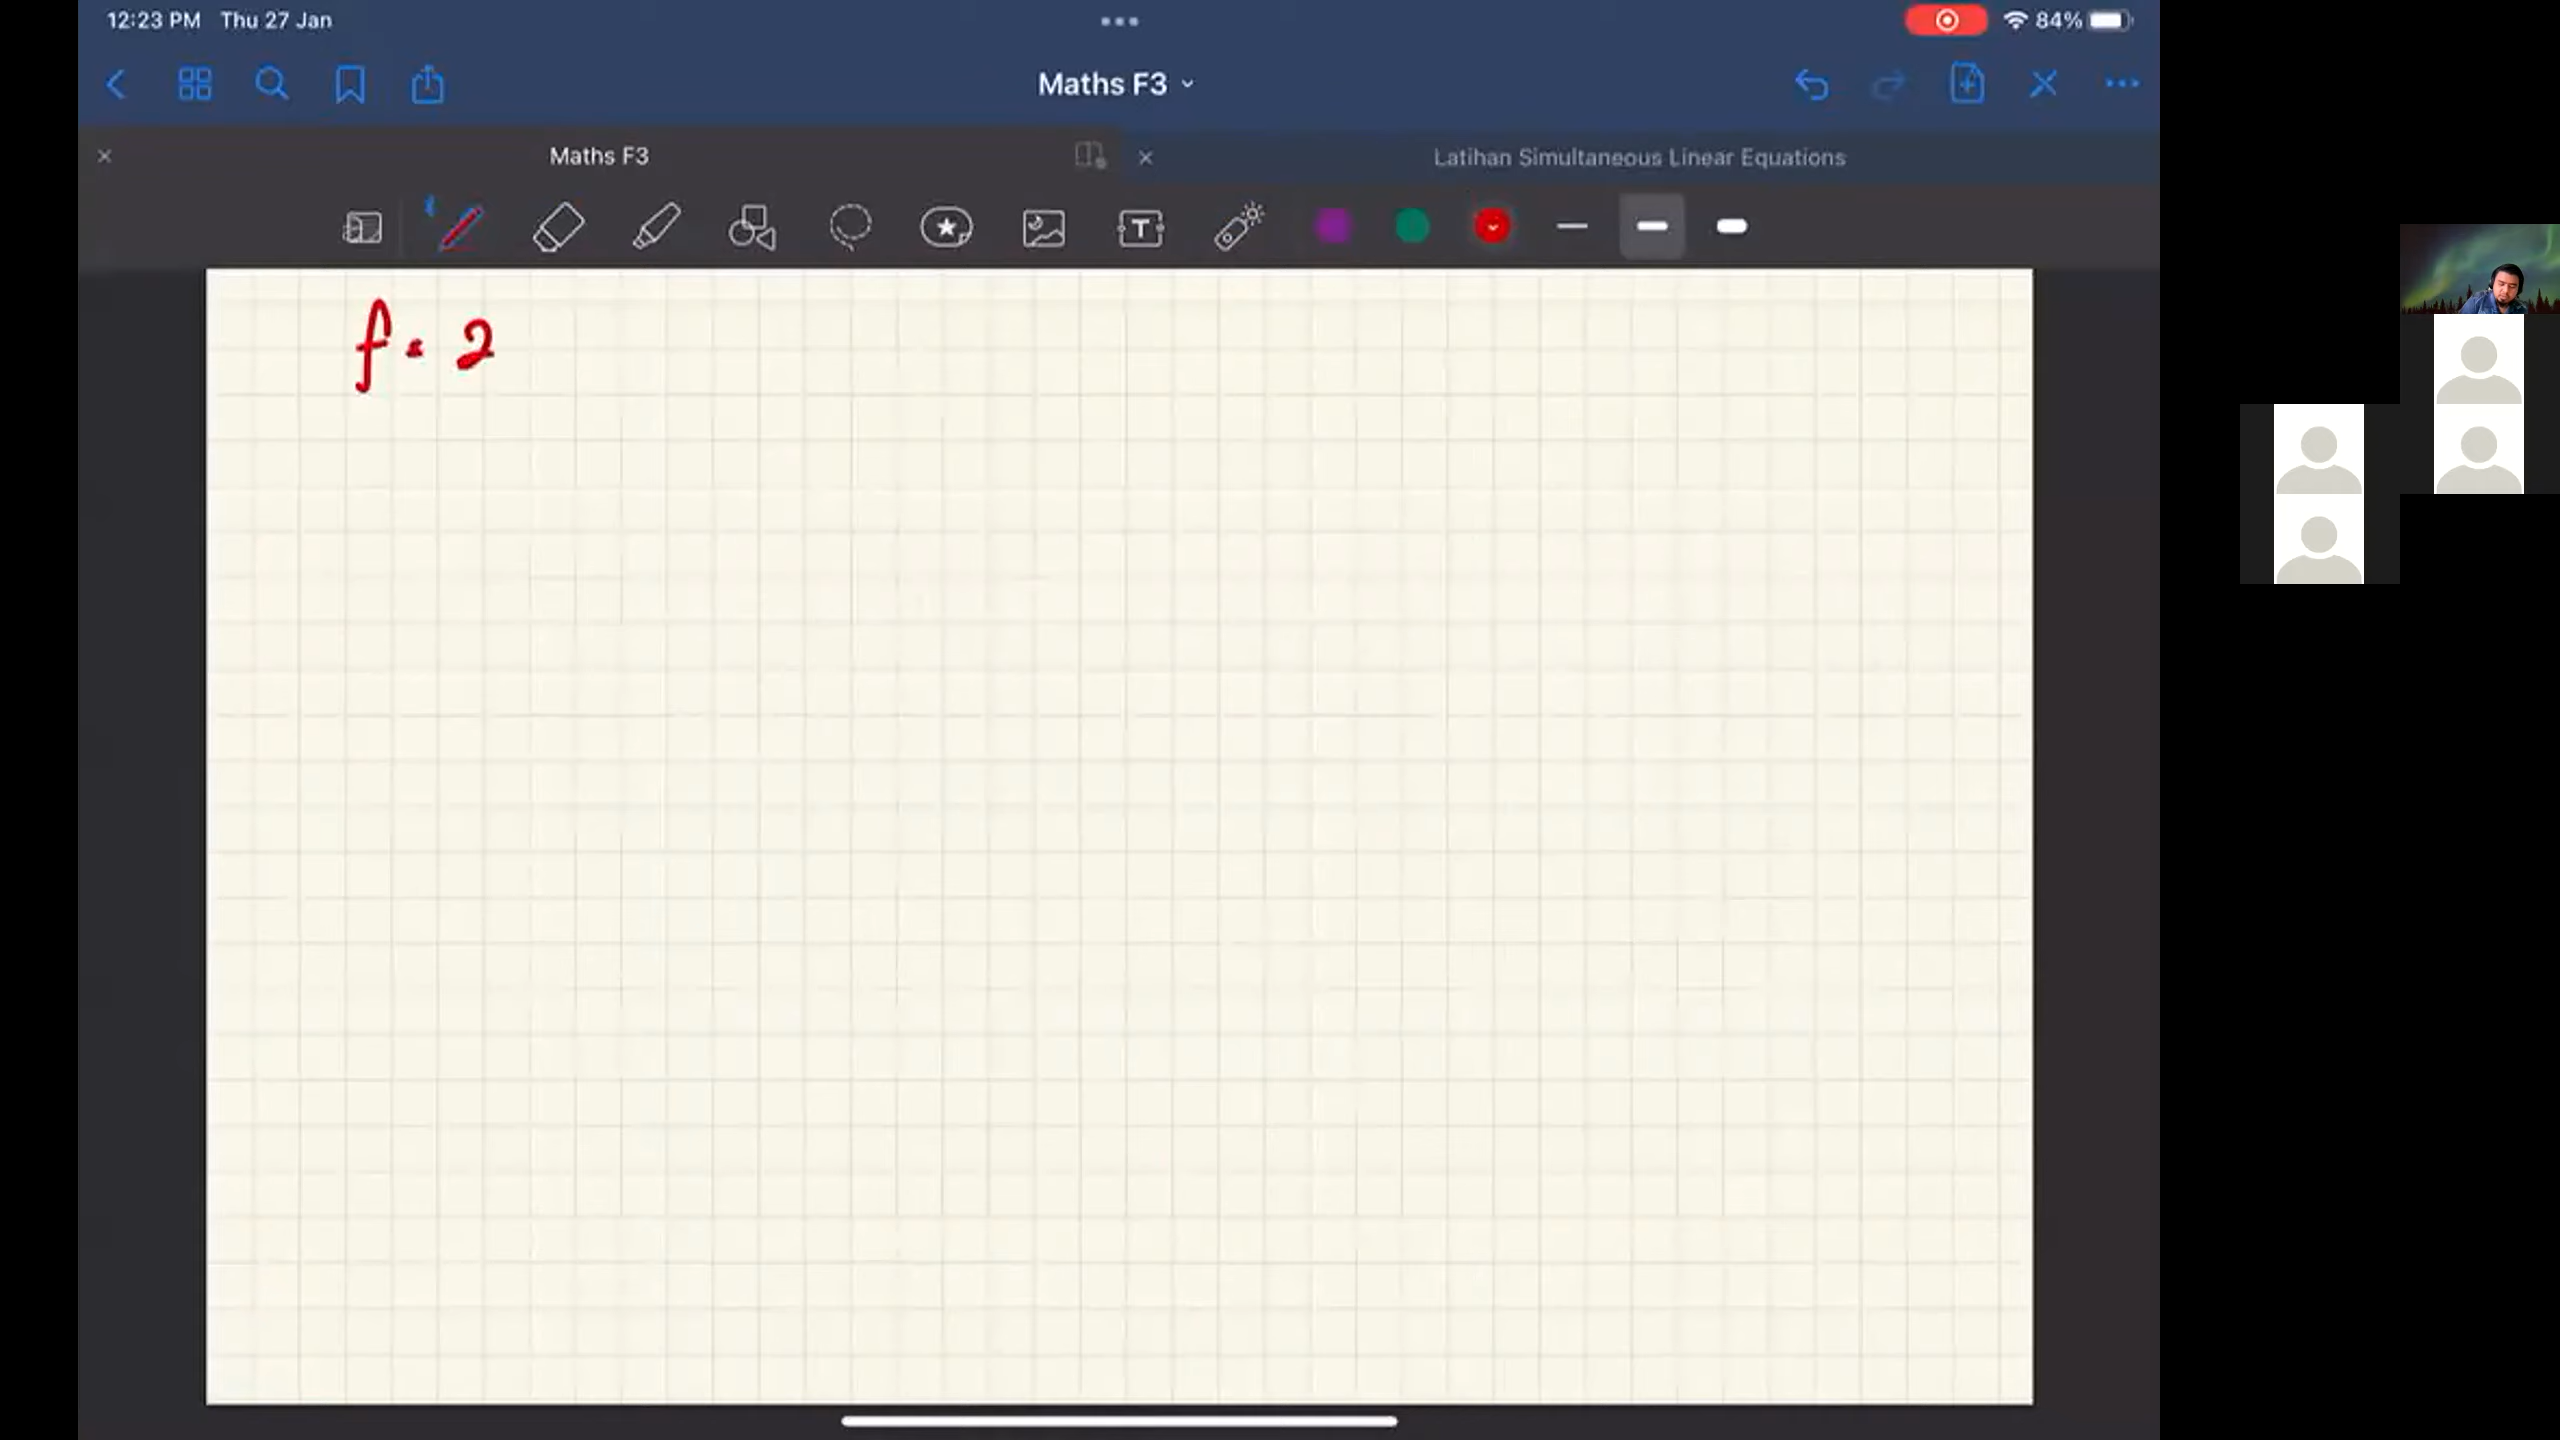 12:23 PM Thu 27 Jan
84%
Maths F3
Maths F3
Latihan Simultaneous Linear Equations
T
f = 2